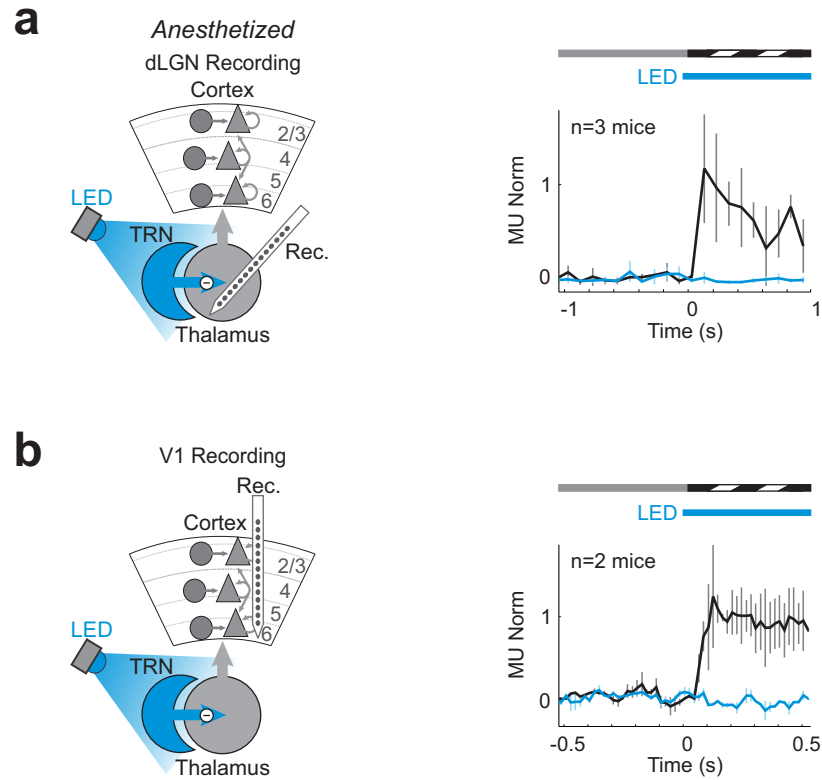 a
Anesthetized
dLGN Recording
Cortex
2/3
4
5
6
LED
TRN
Rec.
Thalamus
LED
n=3 mice
MU Norm
1
0
-1
0
1
Time (s)
b
V1 Recording
Rec.
Cortex
2/3
4
5
6
LED
TRN
Thalamus
LED
n=2 mice
MU Norm
1
0
-0.5
0
0.5
Time (s)